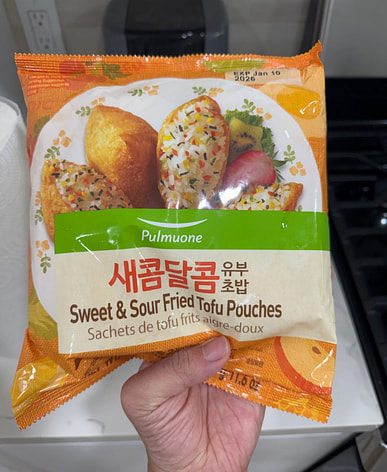 EXP Jan 10
2026
Pulmuone
새콤달콤 유부
초밥
Sweet & Sour Fried Tofu Pouches
Sachets de tofu frits aigre-doux